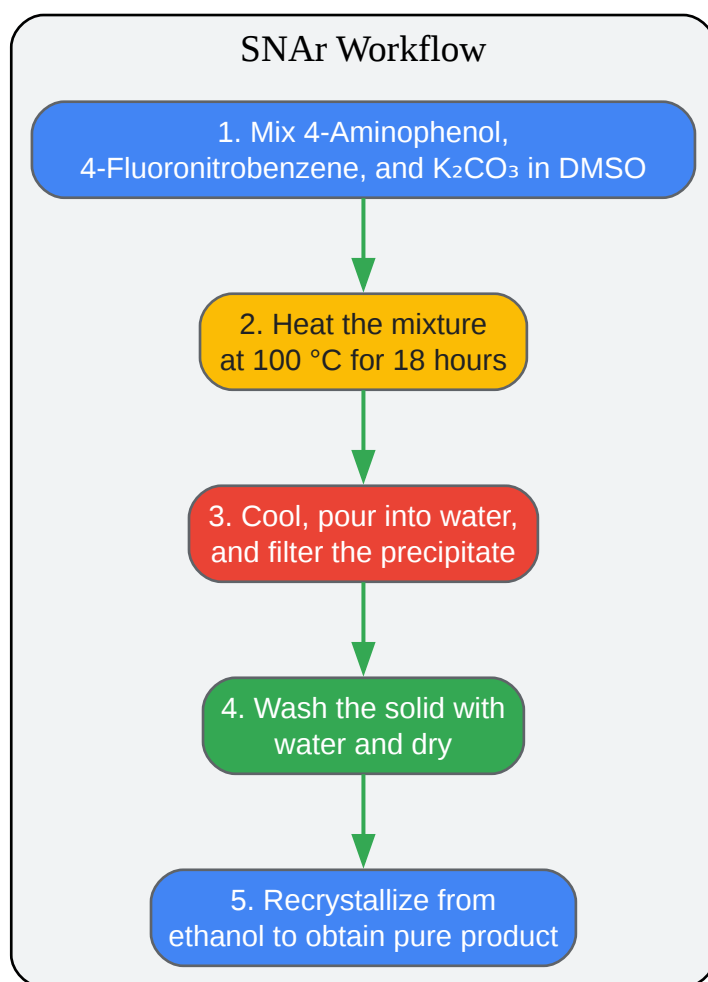 SNAr Workflow
1. Mix 4-Aminophenol,
4-Fluoronitrobenzene, and K₂CO₃ in DMSO
2. Heat the mixture
at 100 °C for 18 hours
3. Cool, pour into water,
and filter the precipitate
4. Wash the solid with
water and dry
5. Recrystallize from
ethanol to obtain pure product